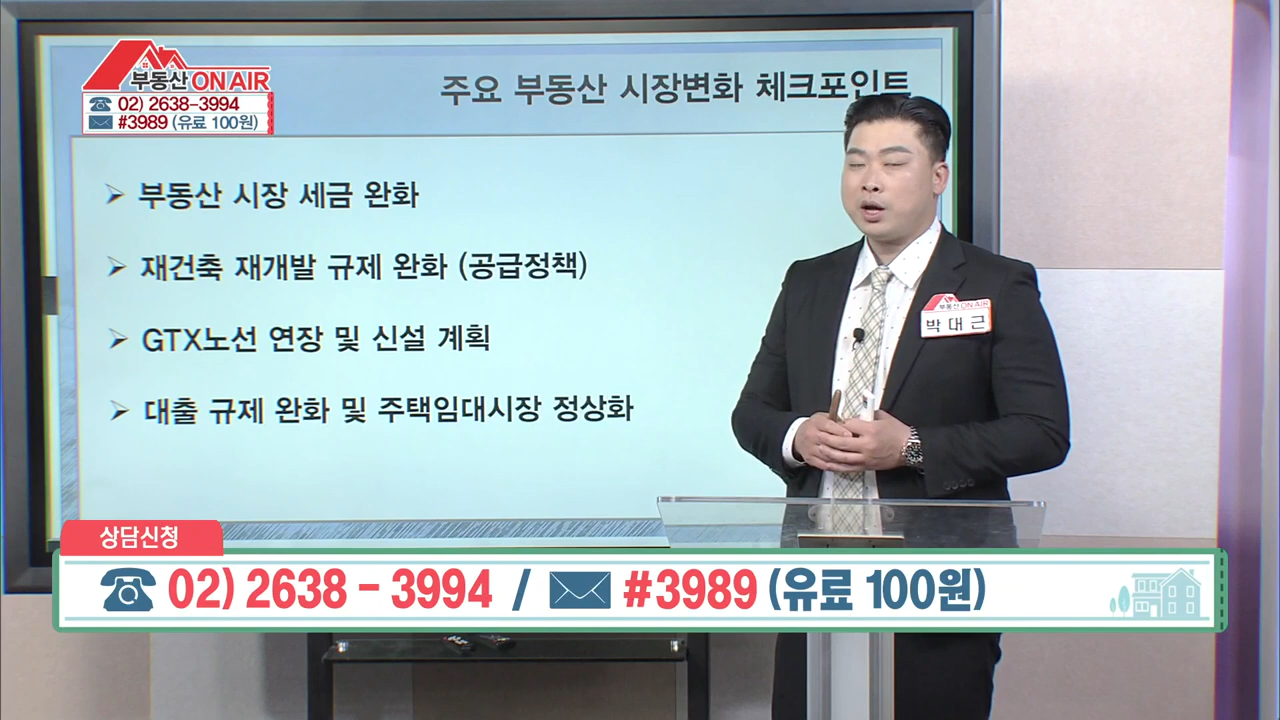 부동산 ON AIR
02) 2638-3994
#3989 (유료 100원)
주요 부동산 시장변화 체크포인트
➢ 부동산 시장 세금 완화
➢ 재건축 재개발 규제 완화 (공급정책)
➢ GTX노선 연장 및 신설 계획
➢ 대출 규제 완화 및 주택임대시장 정상화
부동산 ON AIR
박대근
상담신청
02) 2638 - 3994 / #3989 (유료 100원)